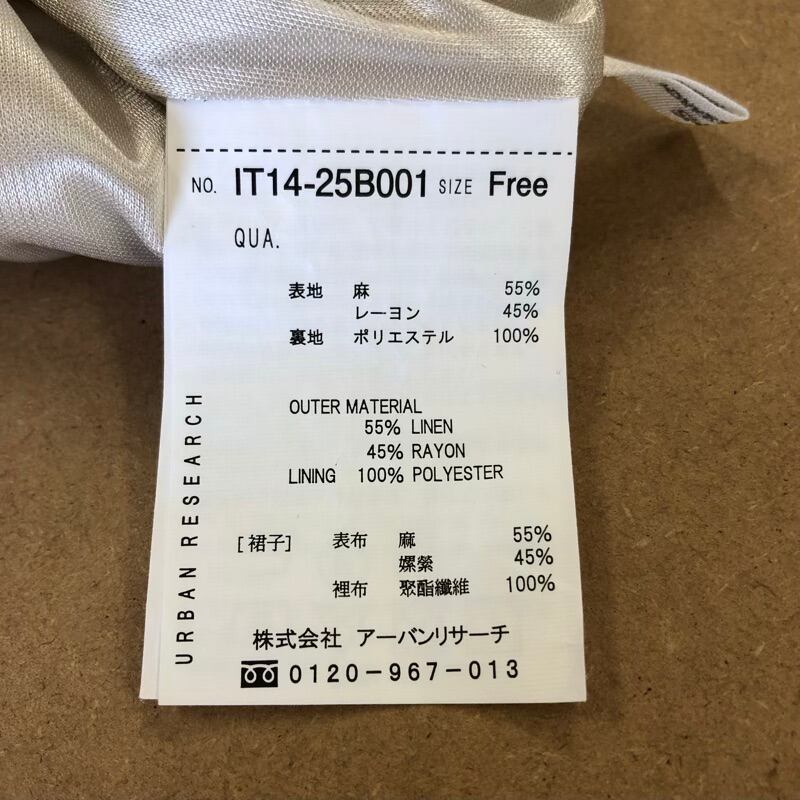 NO. IT14-25B001 SIZE Free
QUA.
表地 麻 55%
レーヨン 45%
裏地 ポリエステル 100%
OUTER MATERIAL
55% LINEN
45% RAYON
LINING 100% POLYESTER
[裙子] 表布 麻 55%
嫘縈 45%
裡布 聚酯纖維 100%
URBAN RESEARCH
株式会社 アーバンリサーチ
0120-967-013